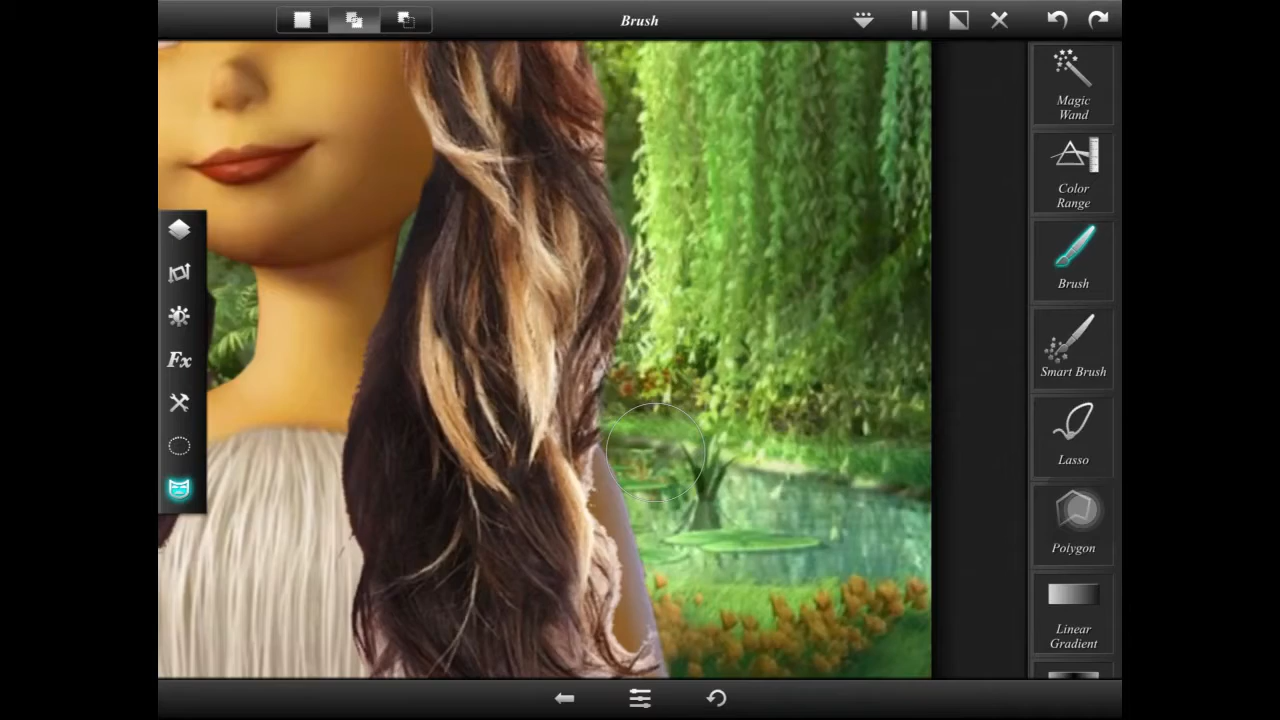 Brush
Magic
Wand
Color
Range
Brush
Smart Brush
Lasso
Polygon
Linear
Gradient
Fx